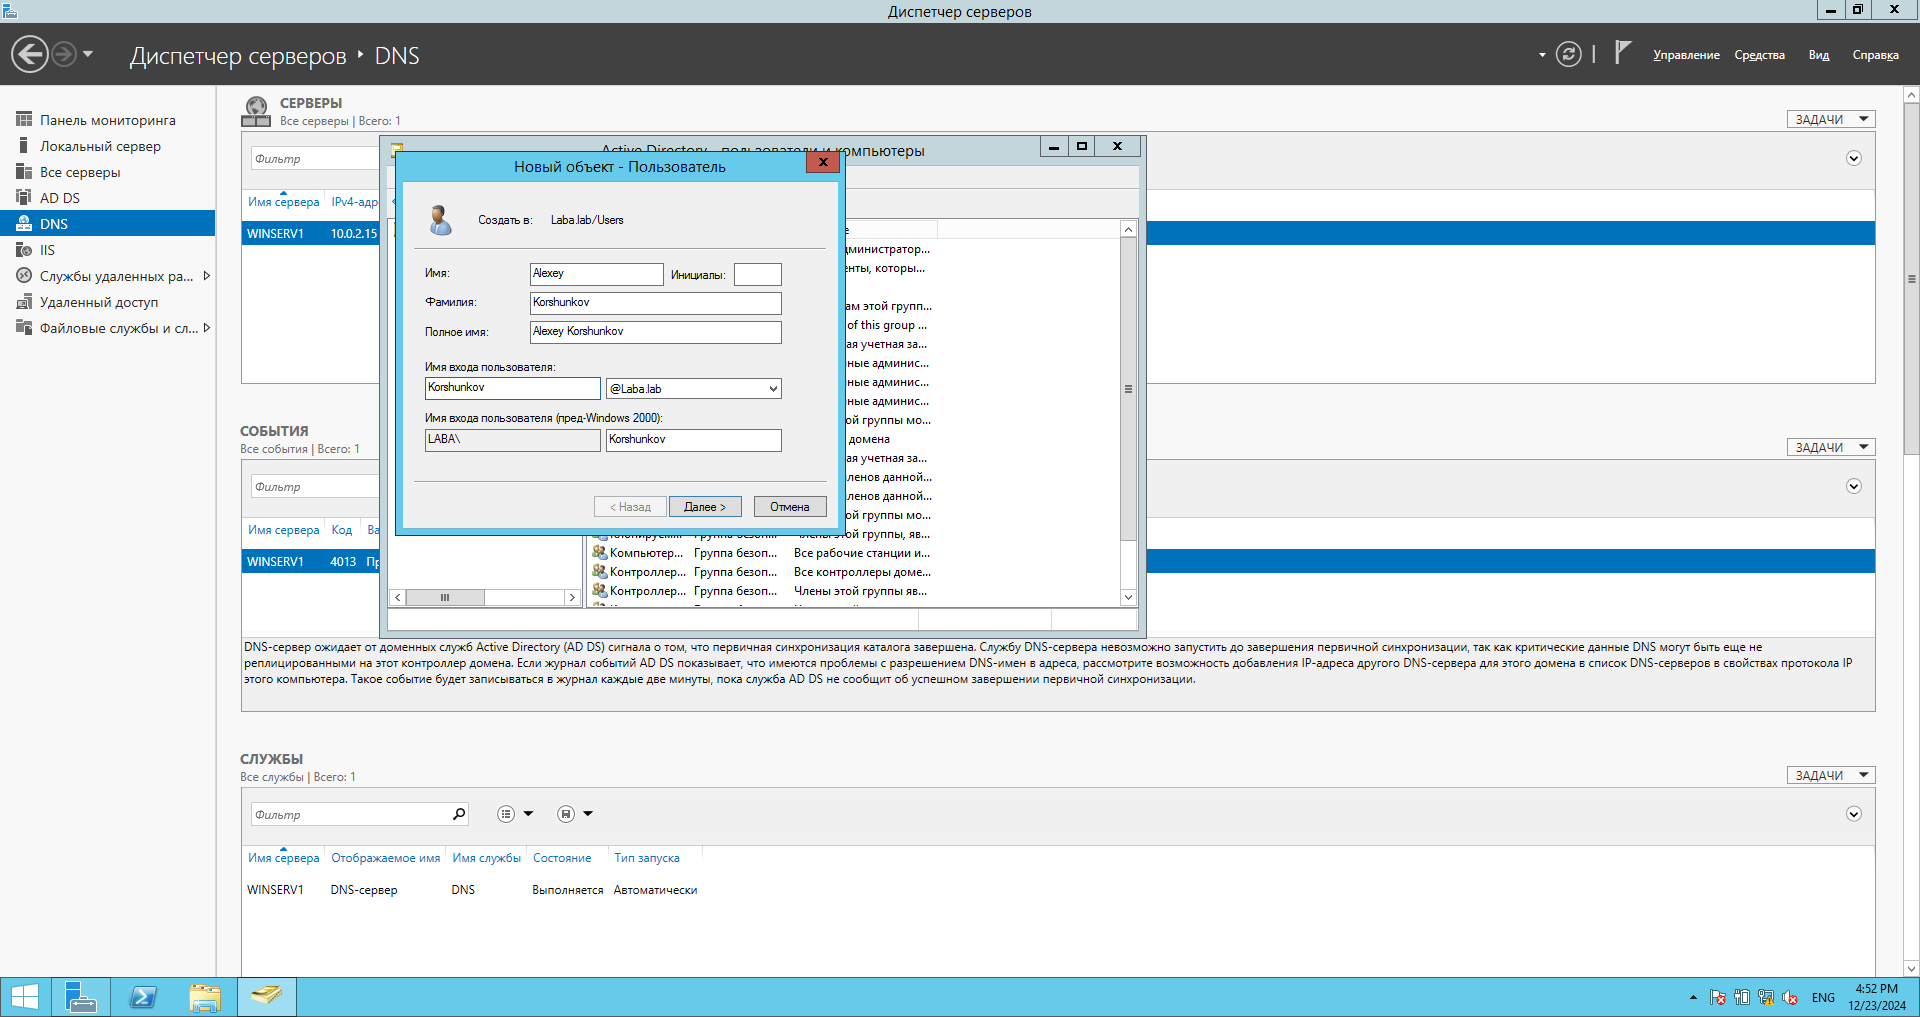 Диспетчер серверов
Диспетчер серверов ‣ DNS
Управление Средства Вид Справка
Панель мониторинга
Локальный сервер
Все серверы
AD DS
DNS
IIS
Службы удаленных ра...
Удаленный доступ
Файловые службы и сл...
СЕРВЕРЫ
Все серверы | Всего: 1
ЗАДАЧИ
Фильтр
Имя сервера IPv4-адр
WINSERV1 10.0.2.15
Active Directory - пользователи и компьютеры
Новый объект - Пользователь
Создать в: Laba.lab/Users
Имя: Alexey Инициалы:
Фамилия: Korshunkov
Полное имя: Alexey Korshunkov
Имя входа пользователя:
Korshunkov @Laba.lab
Имя входа пользователя (пред-Windows 2000):
LABA\ Korshunkov
< Назад Далее > Отмена
дминистратор...
енты, которы...
ам этой групп...
of this group ...
ая учетная за...
ные админис...
ные админис...
ные админис...
ой группы мо...
домена
ая учетная за...
ленов данной...
ленов данной...
ой группы мо...
Клонируем... Группа безоп... Члены этой группы, яв...
Компьютер... Группа безоп... Все рабочие станции и...
Контроллер... Группа безоп... Все контроллеры доме...
Контроллер... Группа безоп... Члены этой группы яв...
СОБЫТИЯ
Все события | Всего: 1
ЗАДАЧИ
Фильтр
Имя сервера Код Ва
WINSERV1 4013 Пр
DNS-сервер ожидает от доменных служб Active Directory (AD DS) сигнала о том, что первичная синхронизация каталога завершена. Службу DNS-сервера невозможно запустить до завершения первичной синхронизации, так как критические данные DNS могут быть еще не
реплицированными на этот контроллер домена. Если журнал событий AD DS показывает, что имеются проблемы с разрешением DNS-имен в адреса, рассмотрите возможность добавления IP-адреса другого DNS-сервера для этого домена в список DNS-серверов в свойствах протокола IP
этого компьютера. Такое событие будет записываться в журнал каждые две минуты, пока служба AD DS не сообщит об успешном завершении первичной синхронизации.
СЛУЖБЫ
Все службы | Всего: 1
ЗАДАЧИ
Фильтр
Имя сервера Отображаемое имя Имя службы Состояние Тип запуска
WINSERV1 DNS-сервер DNS Выполняется Автоматически
ENG
4:52 PM
12/23/2024